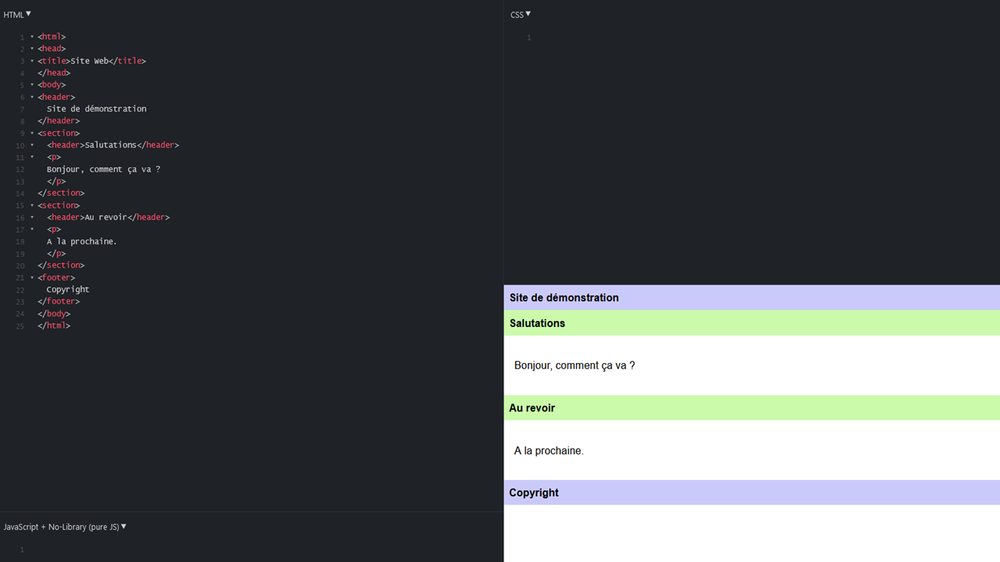 HTML▼
1 ▾ <html>
2 ▾ <head>
3 ▾ <title>Site Web</title>
4 </head>
5 ▾ <body>
6 ▾ <header>
7 Site de démonstration
8 </header>
9 ▾ <section>
10 ▾ <header>Salutations</header>
11 ▾ <p>
12 Bonjour, comment ça va ?
13 </p>
14 </section>
15 ▾ <section>
16 ▾ <header>Au revoir</header>
17 ▾ <p>
18 A la prochaine.
19 </p>
20 </section>
21 ▾ <footer>
22 Copyright
23 </footer>
24 </body>
25 </html>
JavaScript + No-Library (pure JS)▼
1
CSS▼
1
Site de démonstration
Salutations
Bonjour, comment ça va ?
Au revoir
A la prochaine.
Copyright